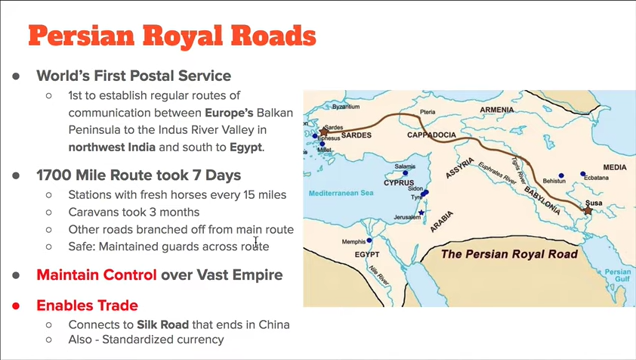 Persian Royal Roads
● World's First Postal Service
○ 1st to establish regular routes of
communication between Europe's Balkan
Peninsula to the Indus River Valley in
northwest India and south to Egypt.
● 1700 Mile Route took 7 Days
○ Stations with fresh horses every 15 miles
○ Caravans took 3 months
○ Other roads branched off from main route
○ Safe: Maintained guards across route
● Maintain Control over Vast Empire
● Enables Trade
○ Connects to Silk Road that ends in China
○ Also - Standardized currency
Byzantium
Pteria
ARMENIA
Sardes
SARDES
CAPPADOCIA
Ephesus
Milet
ASSYRIA
Tigris River
MEDIA
Salamis
CYPRUS
Euphrates River
Behistun
Ecbatana
Sidon
Tyre
Mediterranean Sea
BABYLONIA
Susa
Jerusalem
ARABIA
Memphis
EGYPT
Nile River
The Persian Royal Road
Persian
Gulf